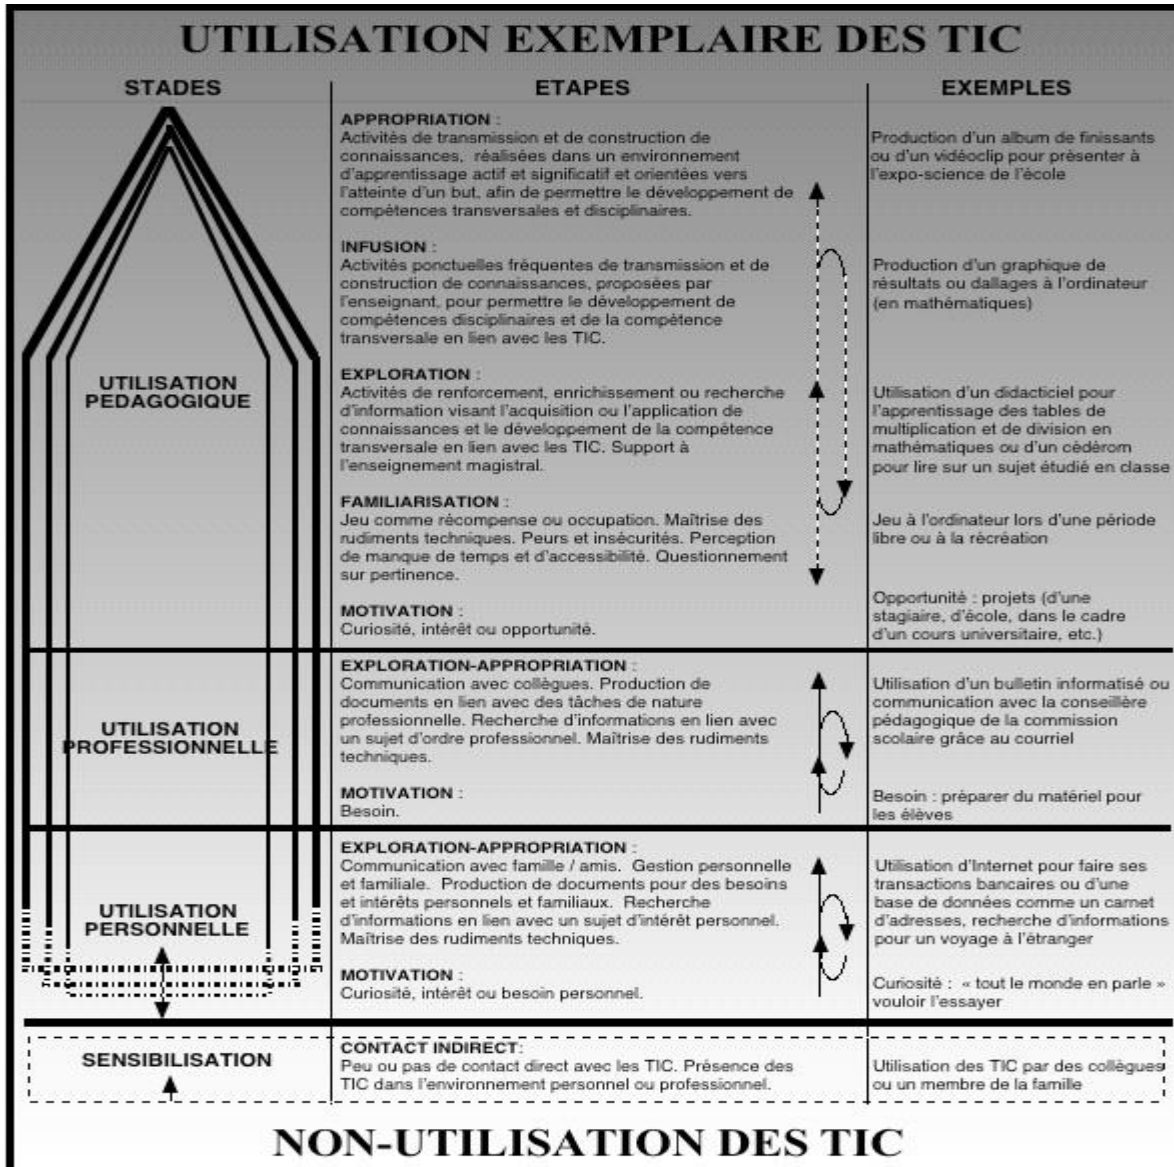 UTILISATION EXEMPLAIRE DES TIC
STADES
ETAPES
EXEMPLES
UTILISATION
PEDAGOGIQUE
APPROPRIATION :
Activités de transmission et de construction de
connaissances, réalisées dans un environnement
d'apprentissage actif et significatif et orientées vers
l'atteinte d'un but, afin de permettre le développement de
compétences transversales et disciplinaires.
Production d'un album de finissants
ou d'un vidéoclip pour présenter à
l'expo-science de l'école
INFUSION :
Activités ponctuelles fréquentes de transmission et de
construction de connaissances, proposées par
l'enseignant, pour permettre le développement de
compétences disciplinaires et de la compétence
transversale en lien avec les TIC.
Production d'un graphique de
résultats ou dallages à l'ordinateur
(en mathématiques)
EXPLORATION :
Activités de renforcement, enrichissement ou recherche
d'information visant l'acquisition ou l'application de
connaissances et le développement de la compétence
transversale en lien avec les TIC. Support à
l'enseignement magistral.
Utilisation d'un didacticiel pour
l'apprentissage des tables de
multiplication et de division en
mathématiques ou d'un cédérom
pour lire sur un sujet étudié en classe
FAMILIARISATION :
Jeu comme récompense ou occupation. Maîtrise des
rudiments techniques. Peurs et insécurités. Perception
de manque de temps et d'accessibilité. Questionnement
sur pertinence.
Jeu à l'ordinateur lors d'une période
libre ou à la récréation
MOTIVATION :
Curiosité, intérêt ou opportunité.
Opportunité : projets (d'une
stagiaire, d'école, dans le cadre
d'un cours universitaire, etc.)
UTILISATION
PROFESSIONNELLE
EXPLORATION-APPROPRIATION :
Communication avec collègues. Production de
documents en lien avec des tâches de nature
professionnelle. Recherche d'informations en lien avec
un sujet d'ordre professionnel. Maîtrise des rudiments
techniques.
Utilisation d'un bulletin informatisé ou
communication avec la conseillère
pédagogique de la commission
scolaire grâce au courriel
MOTIVATION :
Besoin.
Besoin : préparer du matériel pour
les élèves
UTILISATION
PERSONNELLE
EXPLORATION-APPROPRIATION :
Communication avec famille / amis. Gestion personnelle
et familiale. Production de documents pour des besoins
et intérêts personnels et familiaux. Recherche
d'informations en lien avec un sujet d'intérêt personnel.
Maîtrise des rudiments techniques.
Utilisation d'Internet pour faire ses
transactions bancaires ou d'une
base de données comme un carnet
d'adresses, recherche d'informations
pour un voyage à l'étranger
MOTIVATION :
Curiosité, intérêt ou besoin personnel.
Curiosité : « tout le monde en parle »
vouloir l'essayer
SENSIBILISATION
CONTACT INDIRECT:
Peu ou pas de contact direct avec les TIC. Présence des
TIC dans l'environnement personnel ou professionnel.
Utilisation des TIC par des collègues
ou un membre de la famille
NON-UTILISATION DES TIC